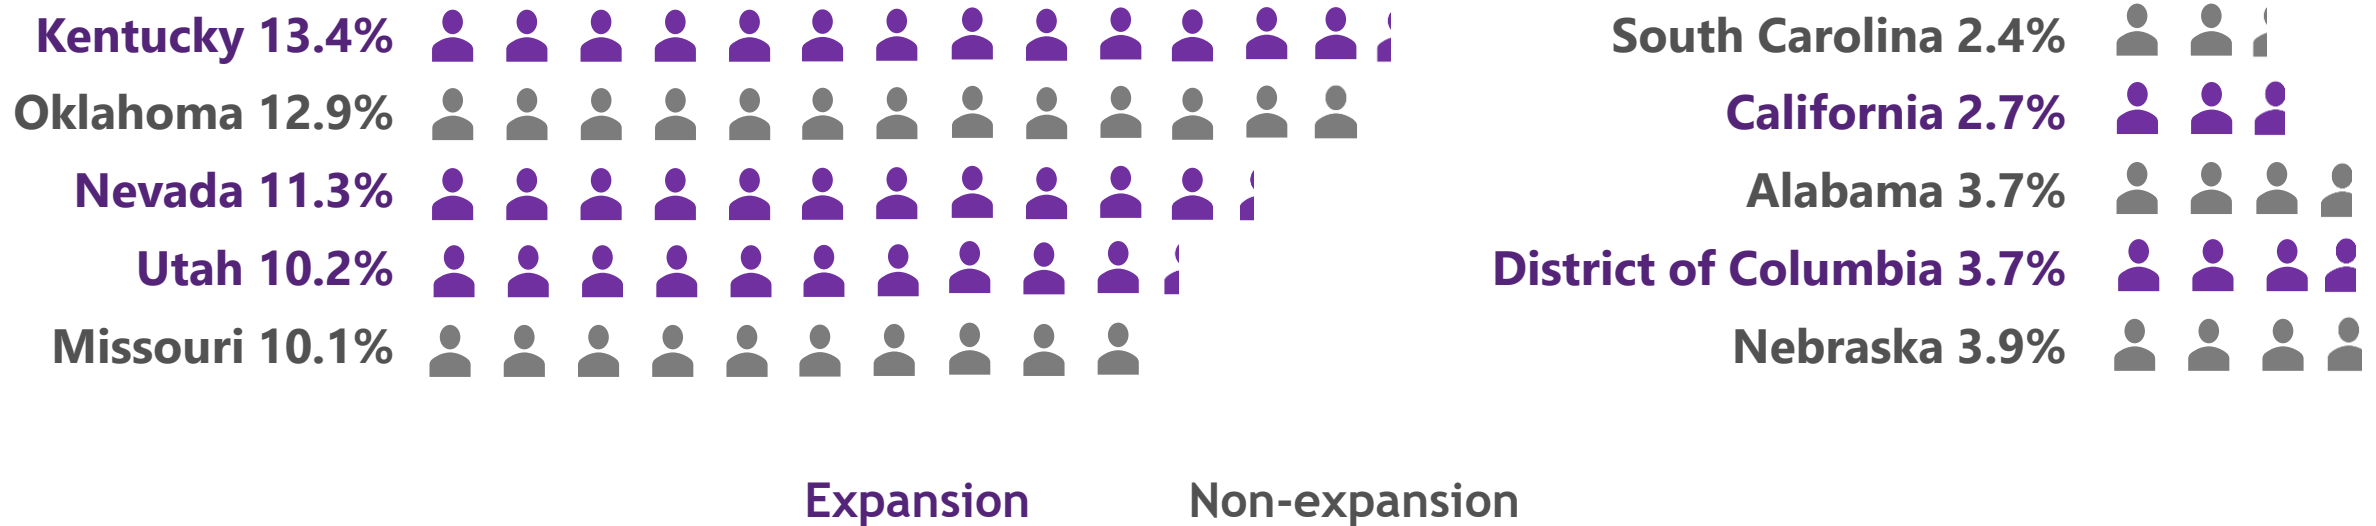 Kentucky 13.4%
Oklahoma 12.9%
Nevada 11.3%
Utah 10.2%
Missouri 10.1%
South Carolina 2.4%
California 2.7%
Alabama 3.7%
District of Columbia 3.7%
Nebraska 3.9%
Expansion
Non-expansion